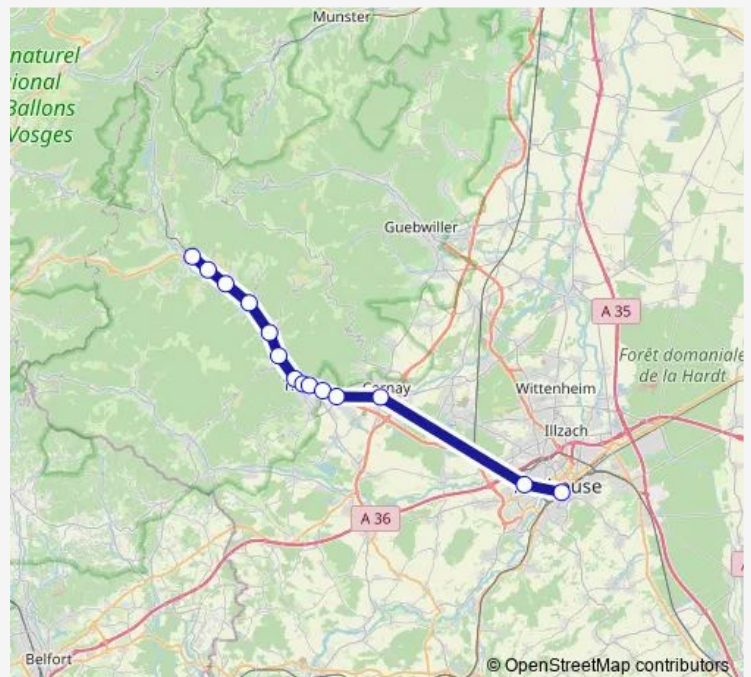 Munster
naturel
ional
Ballons
Vosges
Guebwiller
A 35
Forêt domaniale
de la Hardt
Cernay
Wittenheim
Illzach
A 36
Belfort
© OpenStreetMap contributors